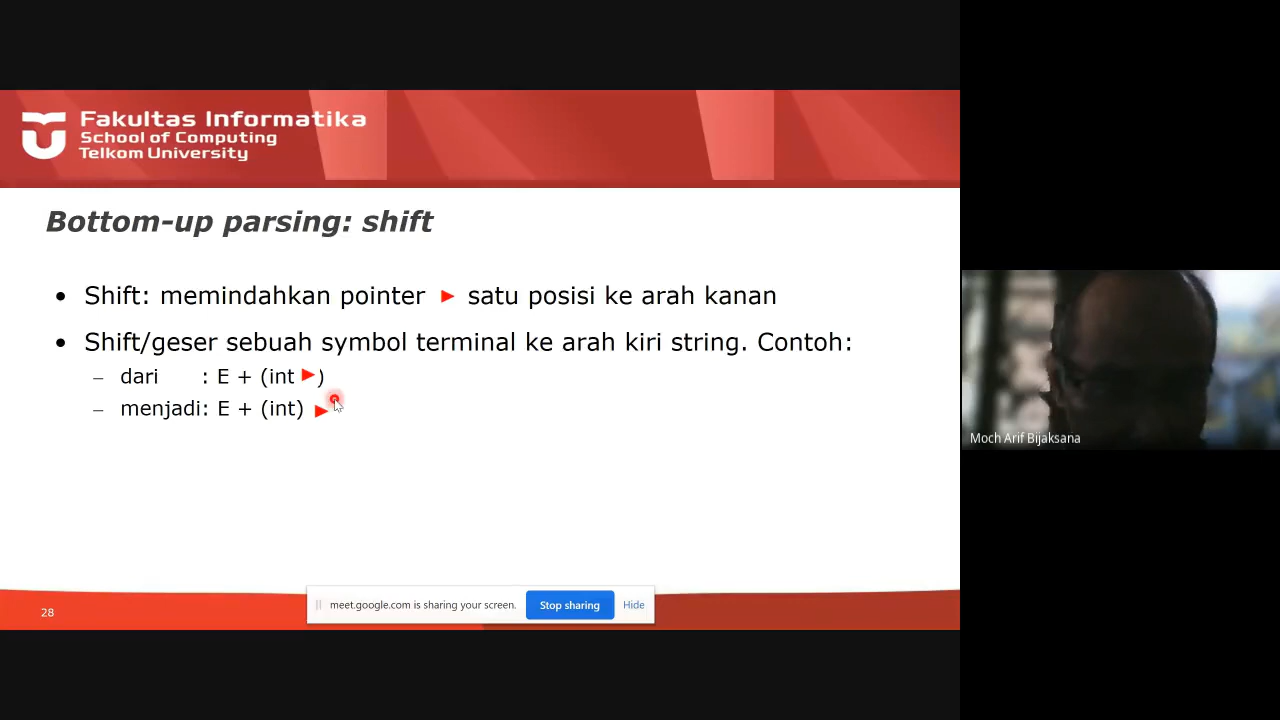 Fakultas Informatika
School of Computing
Telkom University
Bottom-up parsing: shift
• Shift: memindahkan pointer ► satu posisi ke arah kanan
• Shift/geser sebuah symbol terminal ke arah kiri string. Contoh:
– dari : E + (int ► )
– menjadi: E + (int) ►
Moch Arif Bijaksana
meet.google.com is sharing your screen. Stop sharing Hide
28